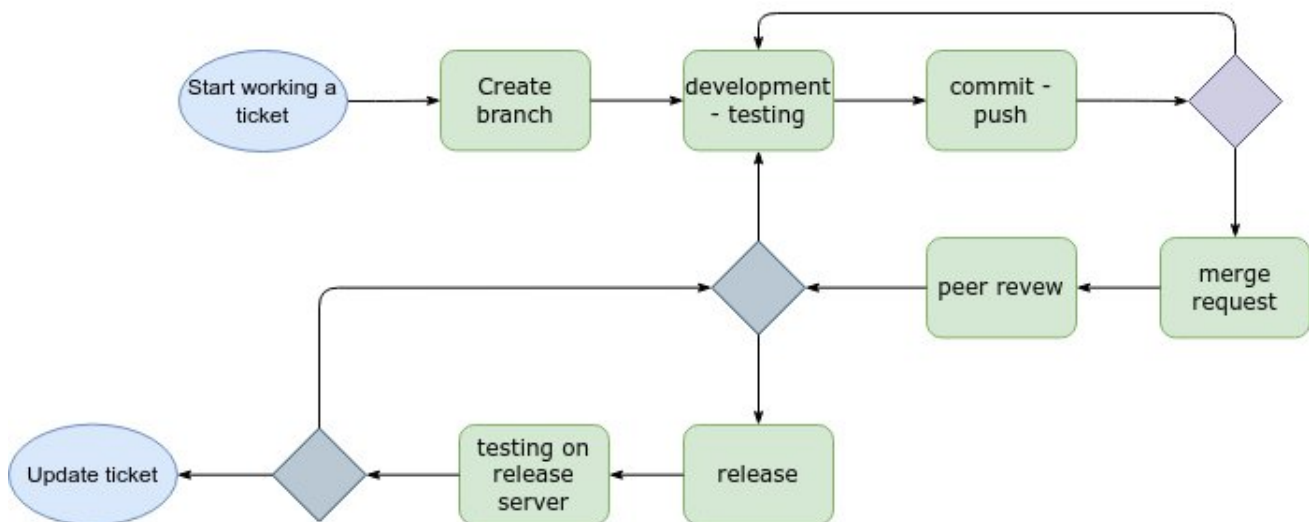 Start working a
ticket
Create
branch
development
- testing
commit -
push
merge
request
peer revew
release
testing on
release
server
Update ticket